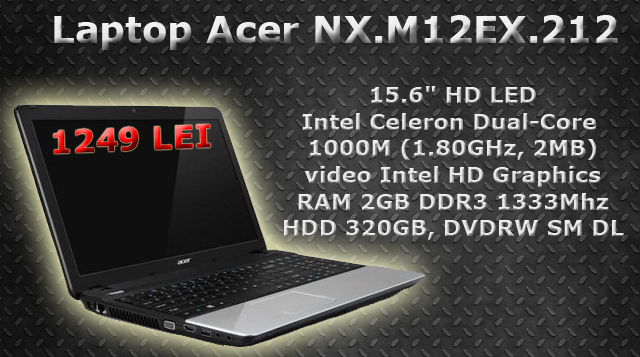 Laptop Acer NX.M12EX.212
15.6" HD LED
Intel Celeron Dual-Core
1000M (1.80GHz, 2MB)
video Intel HD Graphics
RAM 2GB DDR3 1333Mhz
HDD 320GB, DVDRW SM DL
1249 LEI
acer